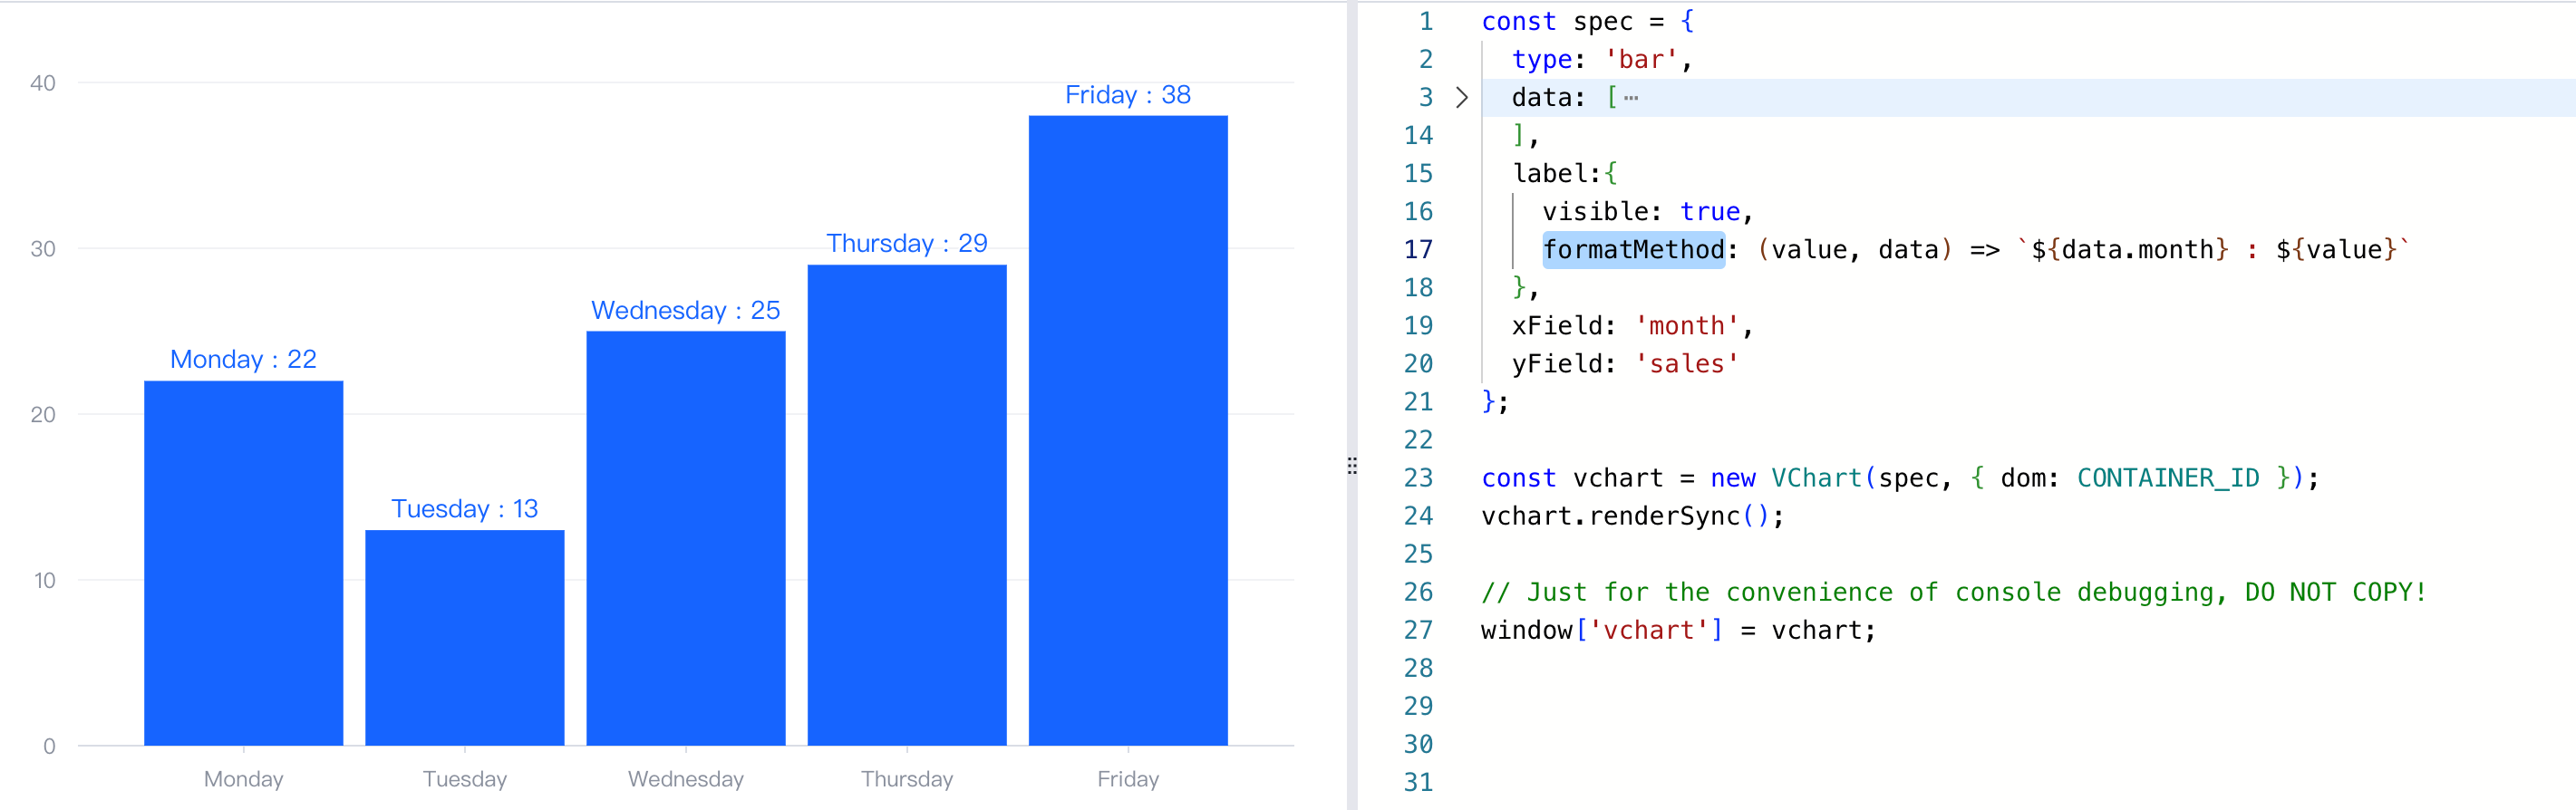 40
30
20
10
0
Monday : 22
Tuesday : 13
Wednesday : 25
Thursday : 29
Friday : 38
Monday
Tuesday
Wednesday
Thursday
Friday
1 const spec = {
2   type: 'bar',
3   data: [ ⋯
14   ],
15   label:{
16     visible: true,
17     formatMethod: (value, data) => `${data.month} : ${value}`
18   },
19   xField: 'month',
20   yField: 'sales'
21 };
22
23 const vchart = new VChart(spec, { dom: CONTAINER_ID });
24 vchart.renderSync();
25
26 // Just for the convenience of console debugging, DO NOT COPY!
27 window['vchart'] = vchart;
28
29
30
31